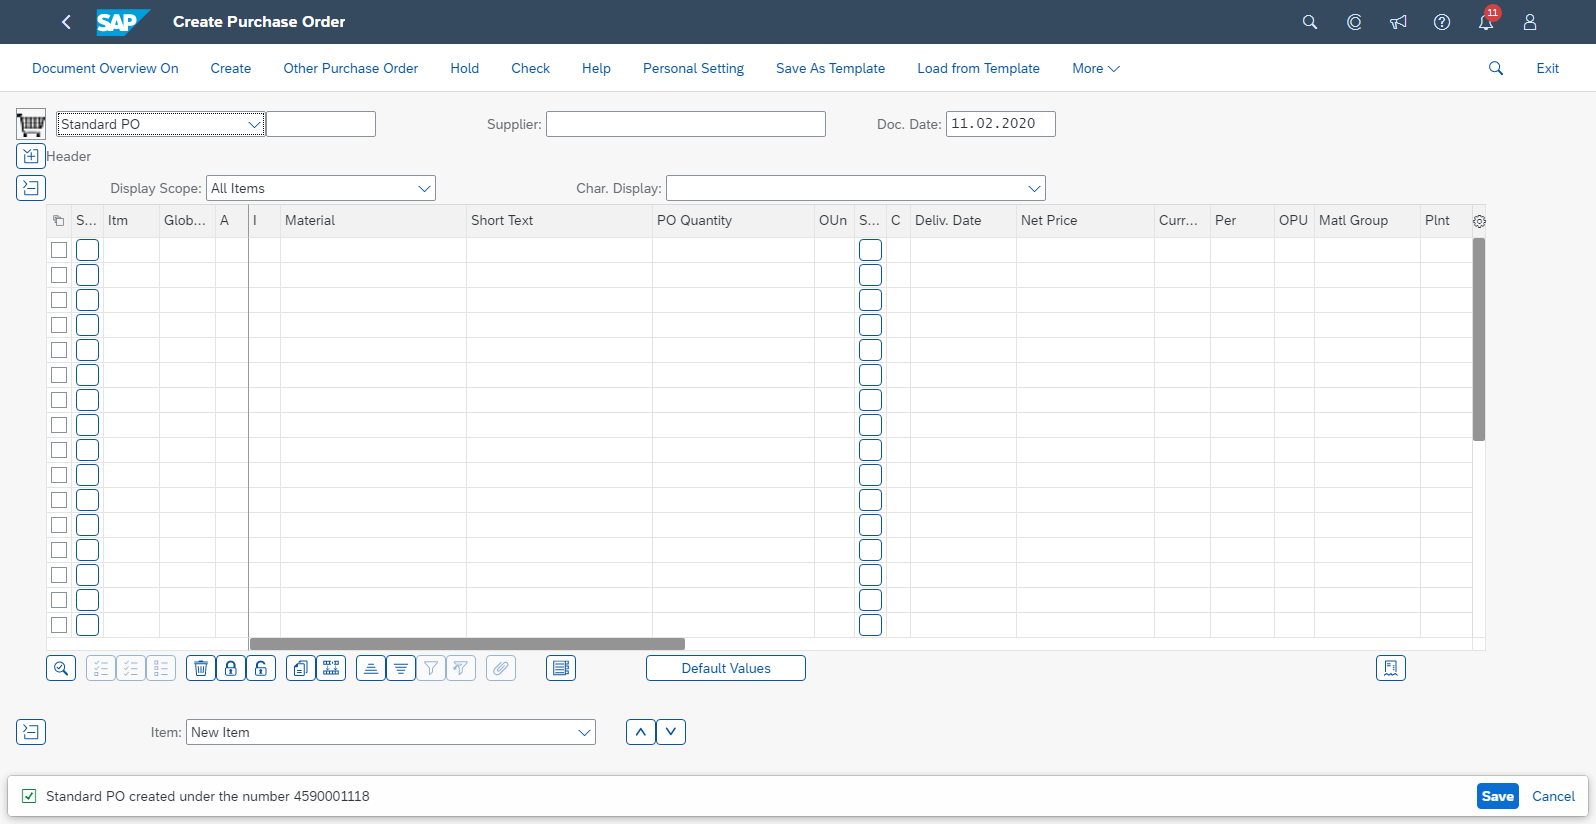 SAP Create Purchase Order 11
Document Overview On Create Other Purchase Order Hold Check Help Personal Setting Save As Template Load from Template More Exit
Standard PO Supplier: Doc. Date: 11.02.2020
Header
Display Scope: All Items Char. Display:
S... Itm Glob... A I Material Short Text PO Quantity OUn S... C Deliv. Date Net Price Curr... Per OPU Matl Group Plnt
Default Values
Item: New Item
Standard PO created under the number 4590001118 Save Cancel